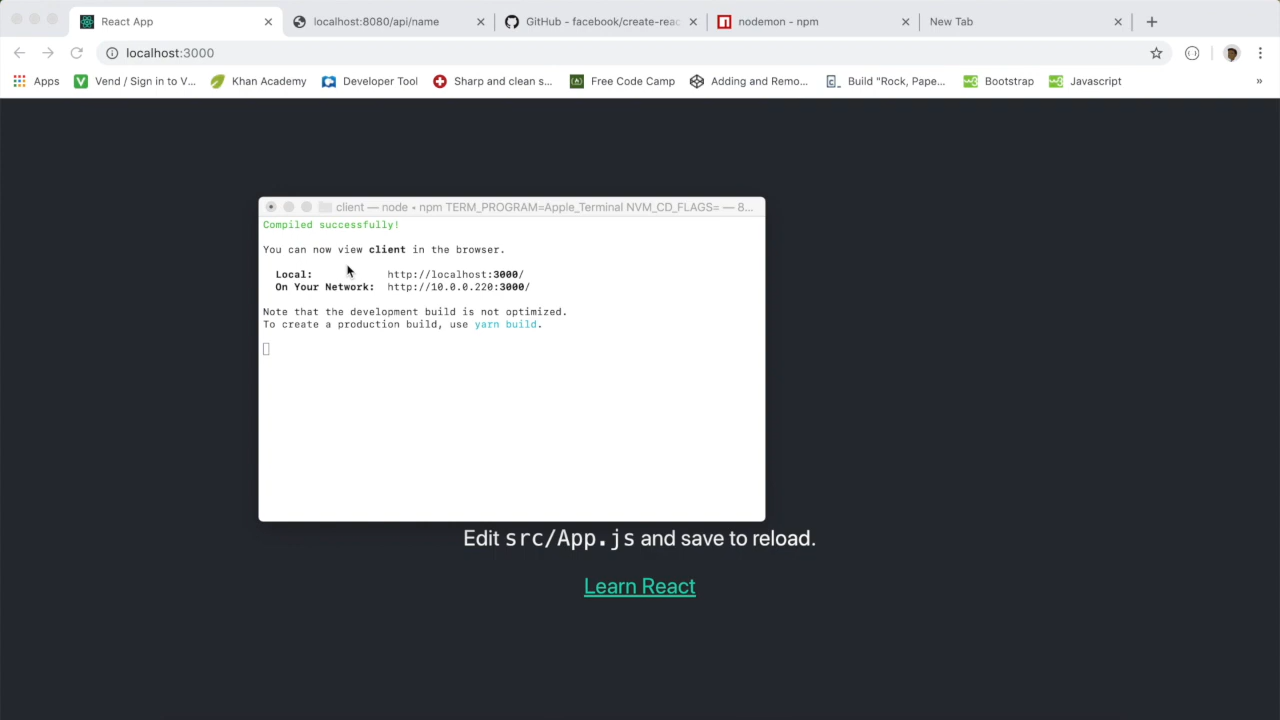 React App
localhost:8080/api/name
GitHub - facebook/create-reac
nodemon - npm
New Tab
localhost:3000
Apps
Vend / Sign in to V...
Khan Academy
Developer Tool
Sharp and clean s...
Free Code Camp
Adding and Remo...
Build "Rock, Pape...
Bootstrap
Javascript
»
client — node • npm TERM_PROGRAM=Apple_Terminal NVM_CD_FLAGS= — 8...
Compiled successfully!
You can now view client in the browser.
Local: http://localhost:3000/
On Your Network: http://10.0.0.220:3000/
Note that the development build is not optimized.
To create a production build, use yarn build.
Edit src/App.js and save to reload.
Learn React